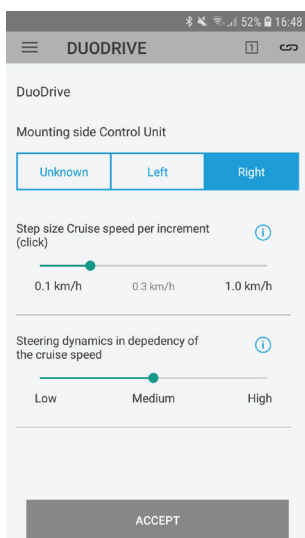 52% 16:48
DUODRIVE 1
DuoDrive
Mounting side Control Unit
Unknown Left Right
Step size Cruise speed per increment
(click)
0.1 km/h 0.3 km/h 1.0 km/h
Steering dynamics in depedency of
the cruise speed
Low Medium High
ACCEPT